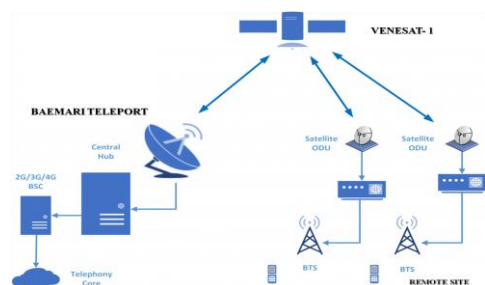 VENESAT- 1
BAEMARI TELEPORT
Central
Hub
2G/3G/4G
BSC
Telephony
Core
Satellite
ODU
Satellite
ODU
BTS
BTS
REMOTE SITE